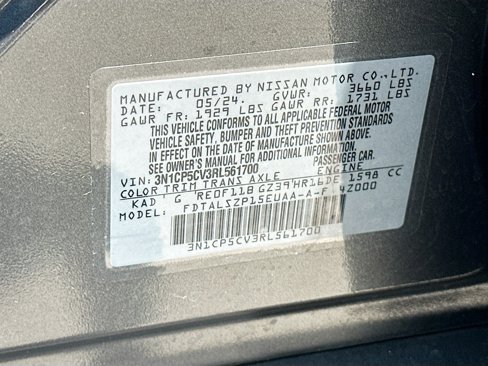 MANUFACTURED BY NISSAN MOTOR CO.,LTD.
DATE: 05/24. GVWR: 3660 LBS
GAWR FR: 1929 LBS GAWR RR: 1731 LBS
THIS VEHICLE CONFORMS TO ALL APPLICABLE FEDERAL MOTOR
VEHICLE SAFETY, BUMPER AND THEFT PREVENTION STANDARDS
IN EFFECT ON THE DATE OF MANUFACTURE SHOWN ABOVE.
SEE OWNER'S MANUAL FOR ADDITIONAL INFORMATION.
VIN: 3N1CP5CV3RL561700 PASSENGER CAR.
COLOR TRIM TRANS AXLE ENGINE
KAD G RE0F11B GZ39 HR16DE 1598 CC
MODEL: FDTALSZP15EUAA-A-F 4Z000
3N1CP5CV3RL561700